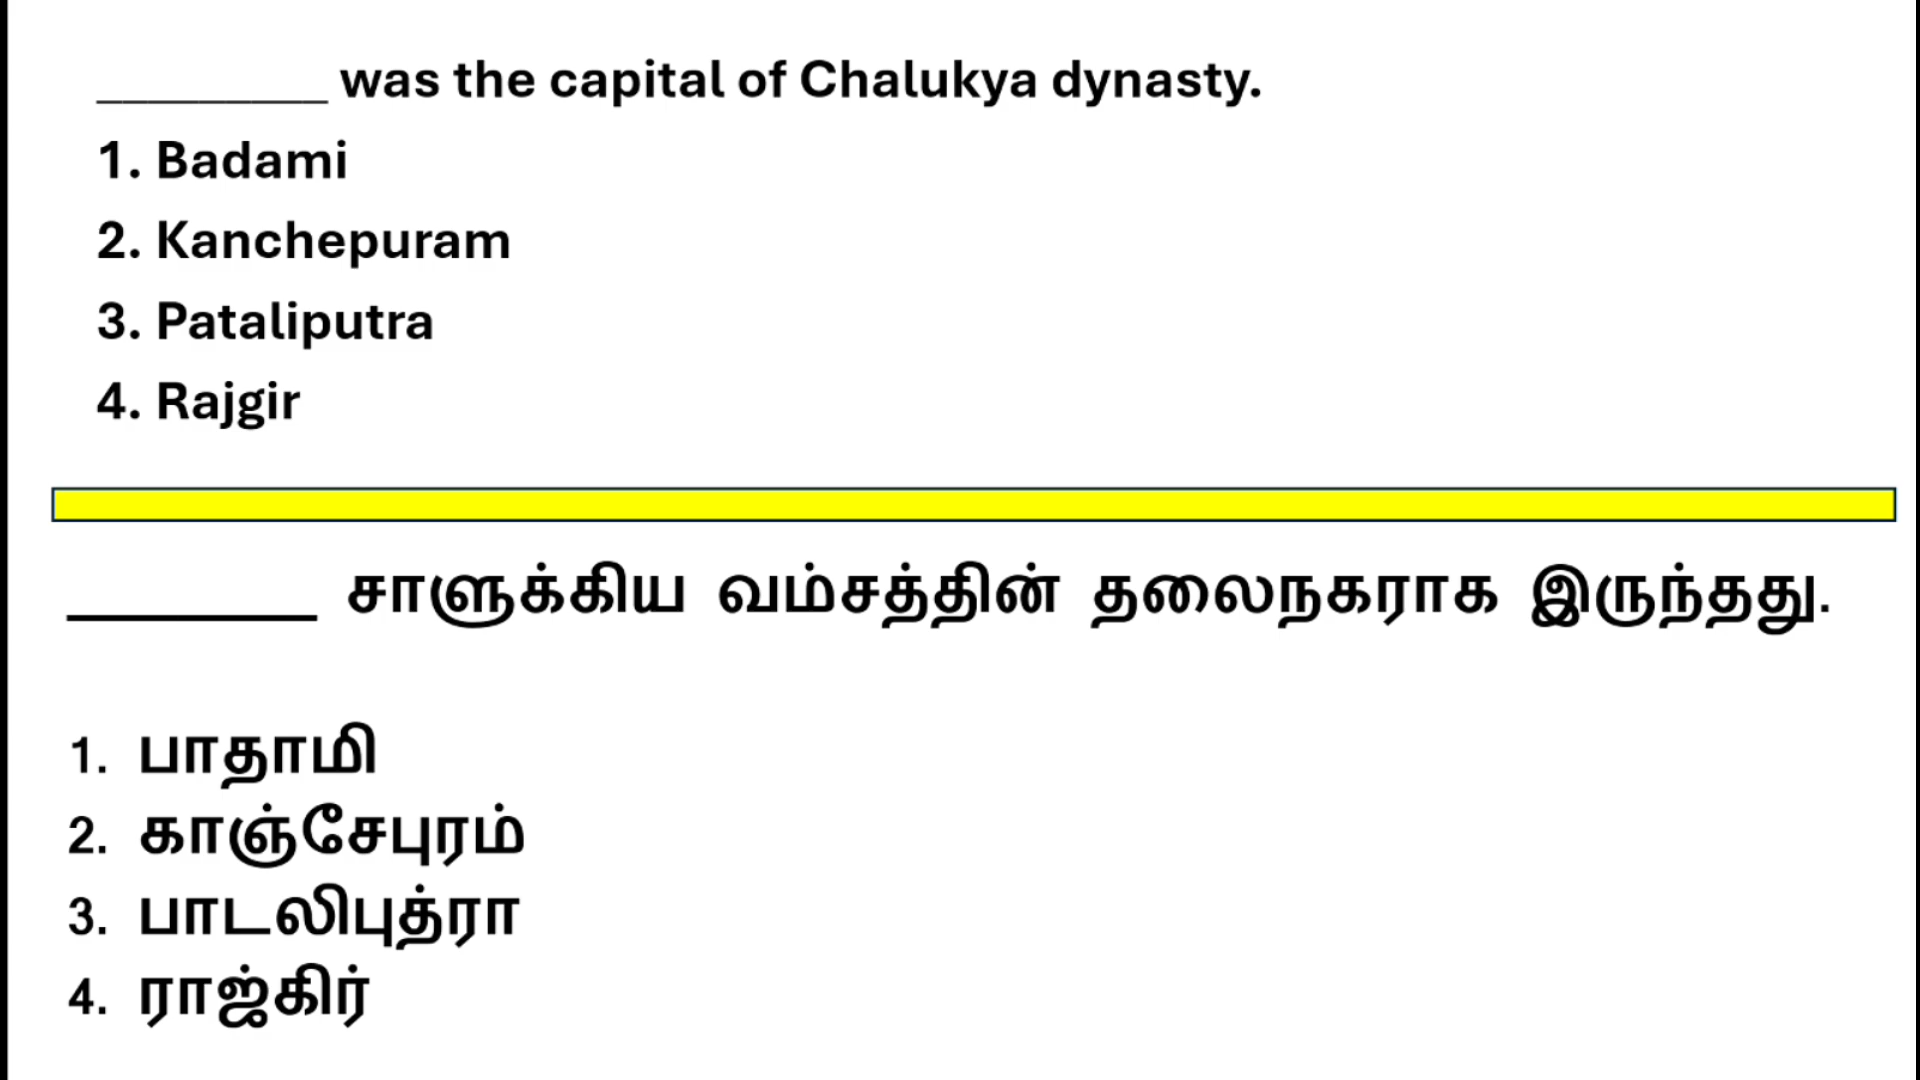 _________ was the capital of Chalukya dynasty.
1. Badami
2. Kanchepuram
3. Pataliputra
4. Rajgir
________ சாளுக்கிய வம்சத்தின் தலைநகராக இருந்தது.
1. பாதாமி
2. காஞ்சேபுரம்
3. பாடலிபுத்ரா
4. ராஜ்கிர்